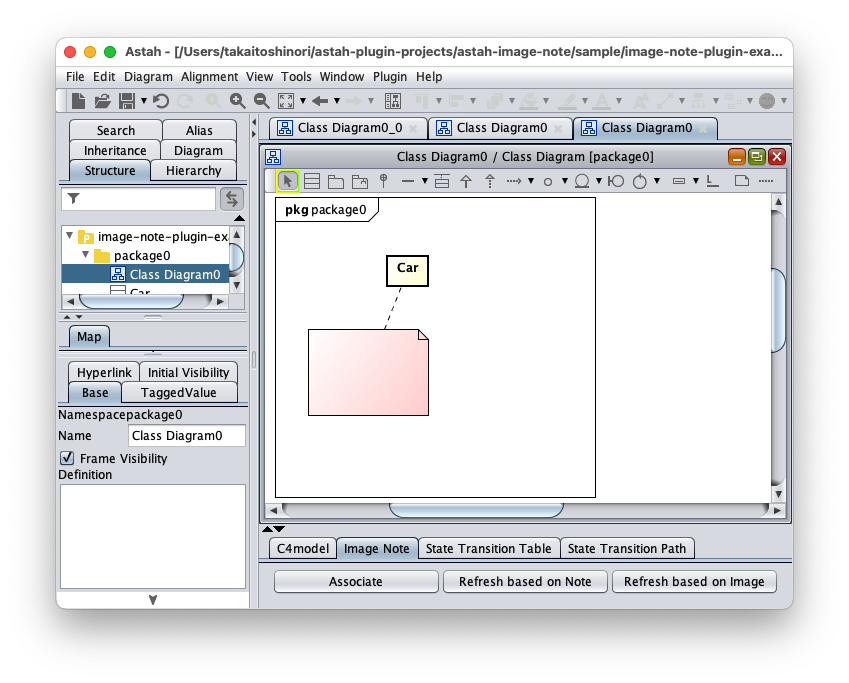 Astah - [/Users/takaitoshinori/astah-plugin-projects/astah-image-note/sample/image-note-plugin-exa...
File Edit Diagram Alignment View Tools Window Plugin Help
Search Alias
Inheritance Diagram
Structure Hierarchy
image-note-plugin-ex
package0
Class Diagram0
Car
Map
Hyperlink Initial Visibility
Base TaggedValue
Namespacepackage0
Name Class Diagram0
Frame Visibility
Definition
Class Diagram0_0 Class Diagram0 Class Diagram0
Class Diagram0 / Class Diagram [package0]
pkg package0
Car
C4model Image Note State Transition Table State Transition Path
Associate Refresh based on Note Refresh based on Image